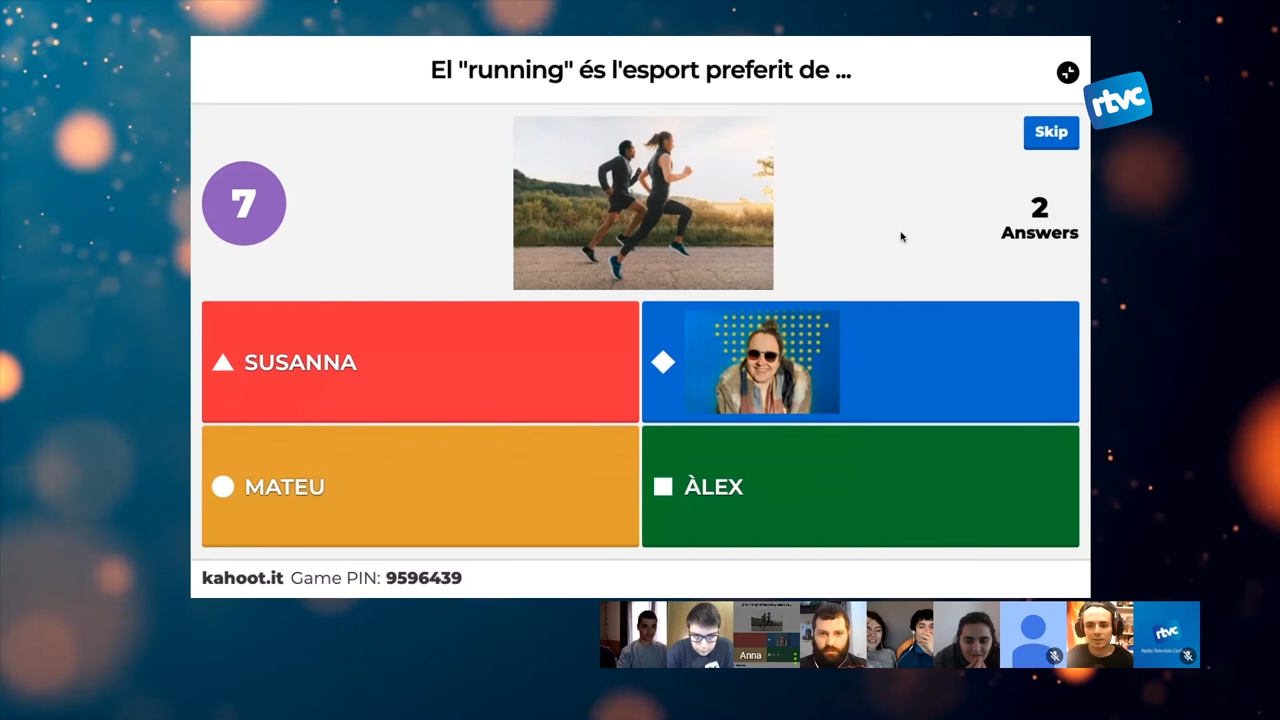 El "running" és l'esport preferit de ...
rtvc
Skip
7
2
Answers
SUSANNA
MATEU
ÀLEX
kahoot.it Game PIN: 9596439
Anna
rtvc